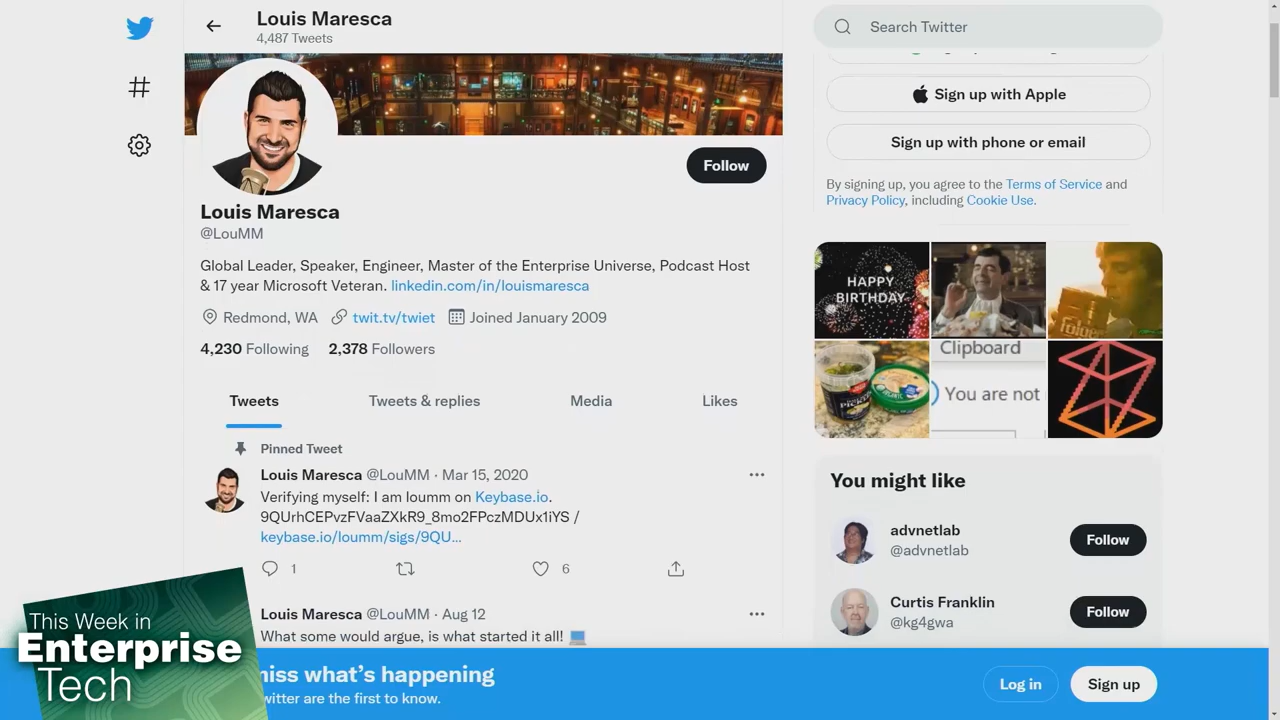 Louis Maresca
4,487 Tweets
Search Twitter
Sign up with Apple
Sign up with phone or email
By signing up, you agree to the Terms of Service and
Privacy Policy, including Cookie Use.
Follow
Louis Maresca
@LouMM
Global Leader, Speaker, Engineer, Master of the Enterprise Universe, Podcast Host
& 17 year Microsoft Veteran. linkedin.com/in/louismaresca
Redmond, WA twit.tv/twiet Joined January 2009
4,230 Following 2,378 Followers
HAPPY
BIRTHDAY
Clipboard
You are not
Tweets Tweets & replies Media Likes
Pinned Tweet
Louis Maresca @LouMM · Mar 15, 2020
Verifying myself: I am loumm on Keybase.io.
9QUrhCEPvzFVaaZXkR9_8mo2FPczMDUx1iYS /
keybase.io/loumm/sigs/9QU…
1 6
Louis Maresca @LouMM · Aug 12
What some would argue, is what started it all!
You might like
advnetlab
@advnetlab
Follow
Curtis Franklin
@kg4gwa
Follow
This Week in
Enterprise
Tech
miss what's happening
witter are the first to know.
Log in
Sign up